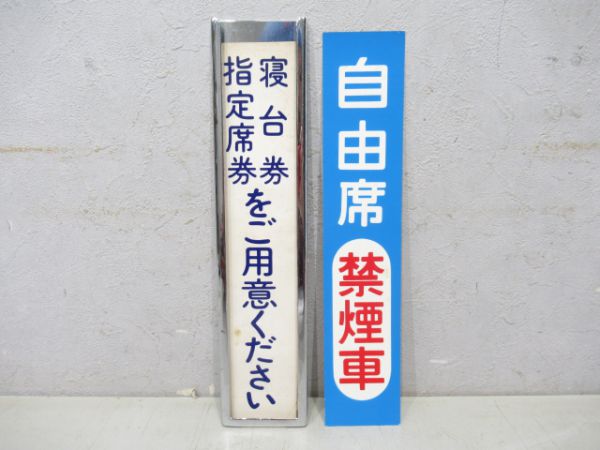 寝台券
指定席券
をご用意ください
自由席
禁煙車